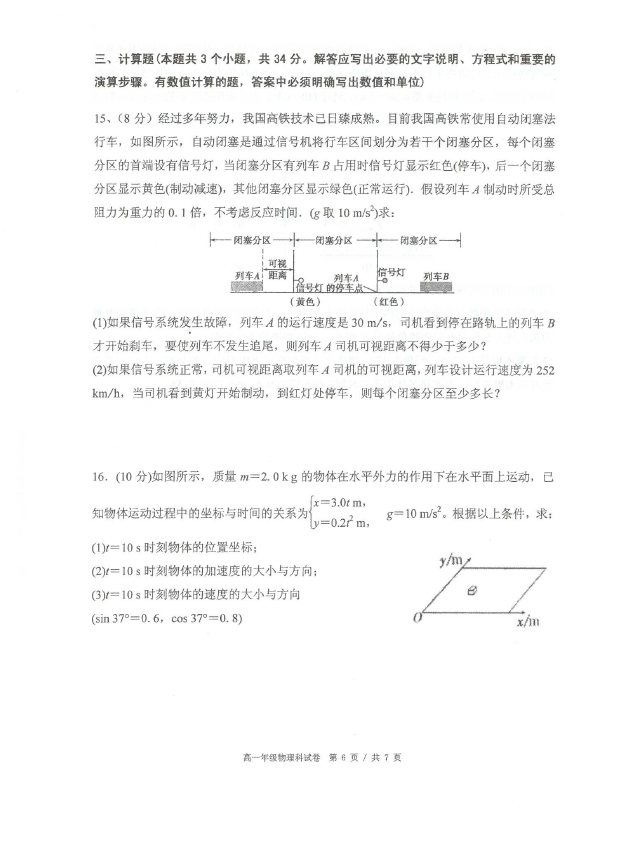 三、计算题(本题共 3 个小题，共 34 分。解答应写出必要的文字说明、方程式和重要的
演算步骤。有数值计算的题，答案中必须明确写出数值和单位)
15、（8 分）经过多年努力，我国高铁技术已日臻成熟。目前我国高铁常使用自动闭塞法
行车，如图所示，自动闭塞是通过信号机将行车区间划分为若干个闭塞分区，每个闭塞
分区的首端设有信号灯，当闭塞分区有列车 B 占用时信号灯显示红色(停车)，后一个闭塞
分区显示黄色(制动减速)，其他闭塞分区显示绿色(正常运行)．假设列车 A 制动时所受总
阻力为重力的 0.1 倍，不考虑反应时间．(g 取 10 m/s²)求：
闭塞分区 闭塞分区 闭塞分区
可视
距离
列车A
信号灯
列车A
的停车点
信号灯
列车B
（黄色） （红色）
(1)如果信号系统发生故障，列车 A 的运行速度是 30 m/s，司机看到停在路轨上的列车 B
才开始刹车，要使列车不发生追尾，则列车 A 司机可视距离不得少于多少？
(2)如果信号系统正常，司机可视距离取列车 A 司机的可视距离，列车设计运行速度为 252
km/h，当司机看到黄灯开始制动，到红灯处停车，则每个闭塞分区至少多长？
16．(10 分)如图所示，质量 m＝2.0 k g 的物体在水平外力的作用下在水平面上运动，已
知物体运动过程中的坐标与时间的关系为{x＝3.0t m，y＝0.2t² m， g＝10 m/s²。根据以上条件，求：
(1)t＝10 s 时刻物体的位置坐标；
(2)t＝10 s 时刻物体的加速度的大小与方向；
(3)t＝10 s 时刻物体的速度的大小与方向
(sin 37°＝0.6，cos 37°＝0.8)
y/m
O
x/m
高一年级物理科试卷 第 6 页 / 共 7 页